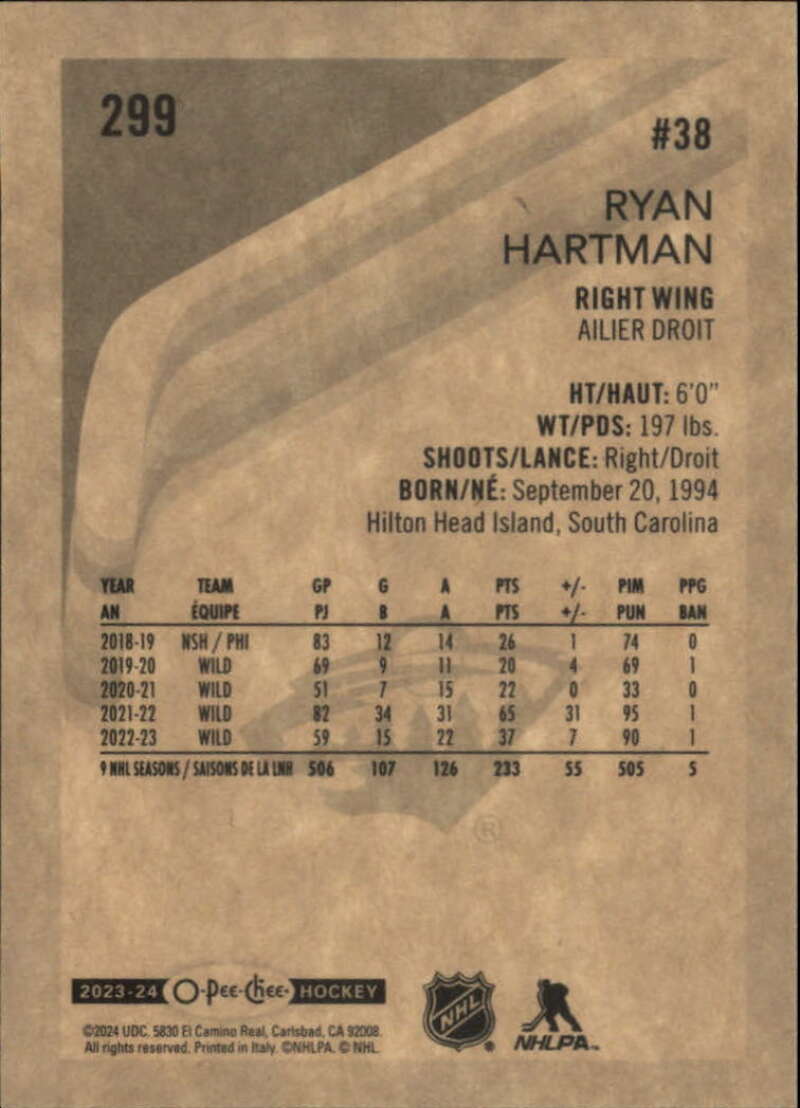 299
#38
RYAN
HARTMAN
RIGHT WING
AILIER DROIT
HT/HAUT: 6'0"
WT/PDS: 197 lbs.
SHOOTS/LANCE: Right/Droit
BORN/NÉ: September 20, 1994
Hilton Head Island, South Carolina
YEAR TEAM GP G A PTS +/- PIM PPG
AN ÉQUIPE PJ B A PTS +/- PUN BAN
2018-19 NSH / PHI 83 12 14 26 1 74 0
2019-20 WILD 69 9 11 20 4 69 1
2020-21 WILD 51 7 15 22 0 33 0
2021-22 WILD 82 34 31 65 31 95 1
2022-23 WILD 59 15 22 37 7 90 1
9 NHL SEASONS / SAISONS DE LA LNH 506 107 126 233 55 505 5
®
2023-24 O-Pee-Chee HOCKEY
©2024 UDC. 5830 El Camino Real, Carlsbad, CA 92008.
All rights reserved. Printed in Italy. ©NHLPA. © NHL.
NHL
NHLPA™